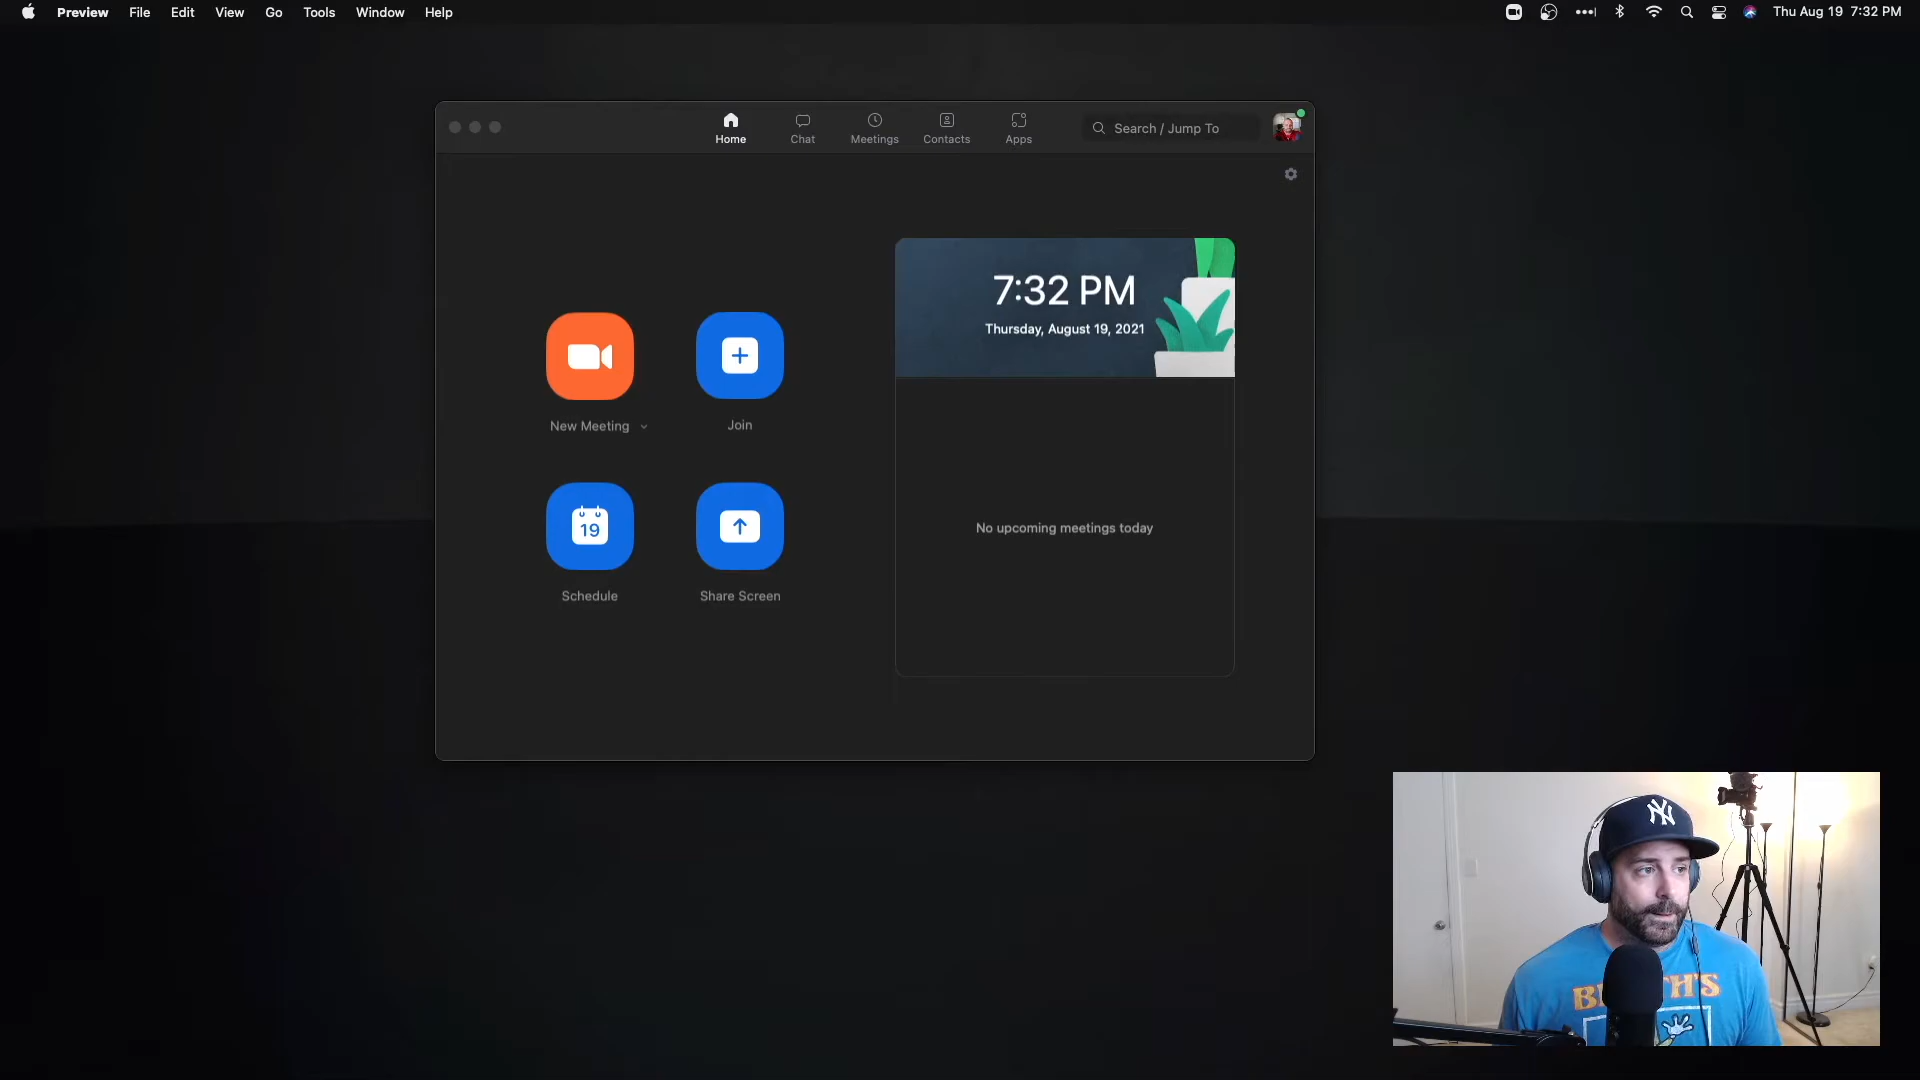 Preview File Edit View Go Tools Window Help
Thu Aug 19 7:32 PM
Home
Chat
Meetings
Contacts
Apps
Search / Jump To
7:32 PM
Thursday, August 19, 2021
New Meeting
Join
19
Schedule
Share Screen
No upcoming meetings today
NY